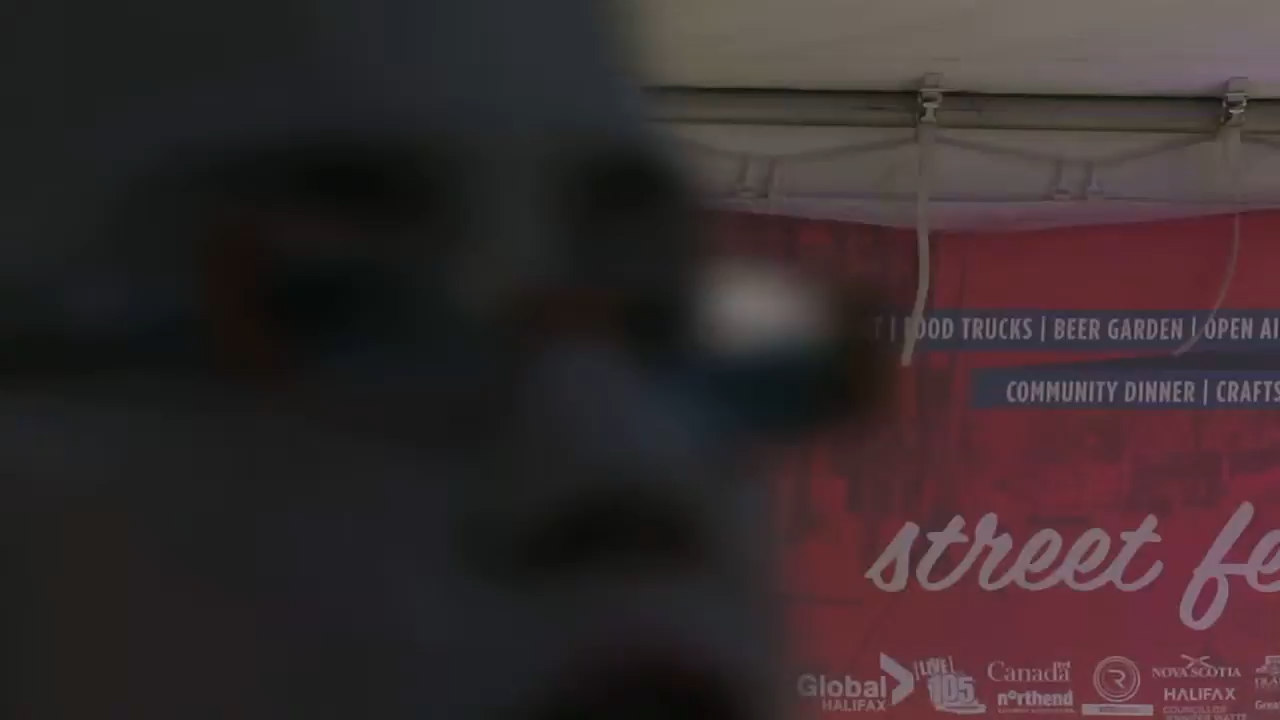 FOOD TRUCKS | BEER GARDEN | OPEN AI
COMMUNITY DINNER | CRAFTS
street fe
Global
HALIFAX
LIVE
105
Canada
northend
R
NOVA SCOTIA
HALIFAX